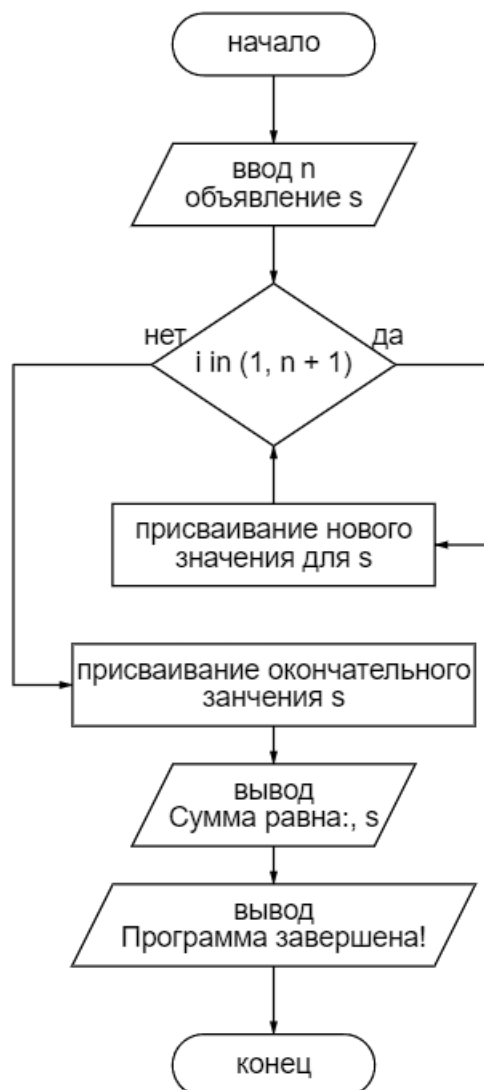 начало
ввод n
объявление s
нет
да
i in (1, n + 1)
присваивание нового
значения для s
присваивание окончательного
занчения s
вывод
Сумма равна:, s
вывод
Программа завершена!
конец